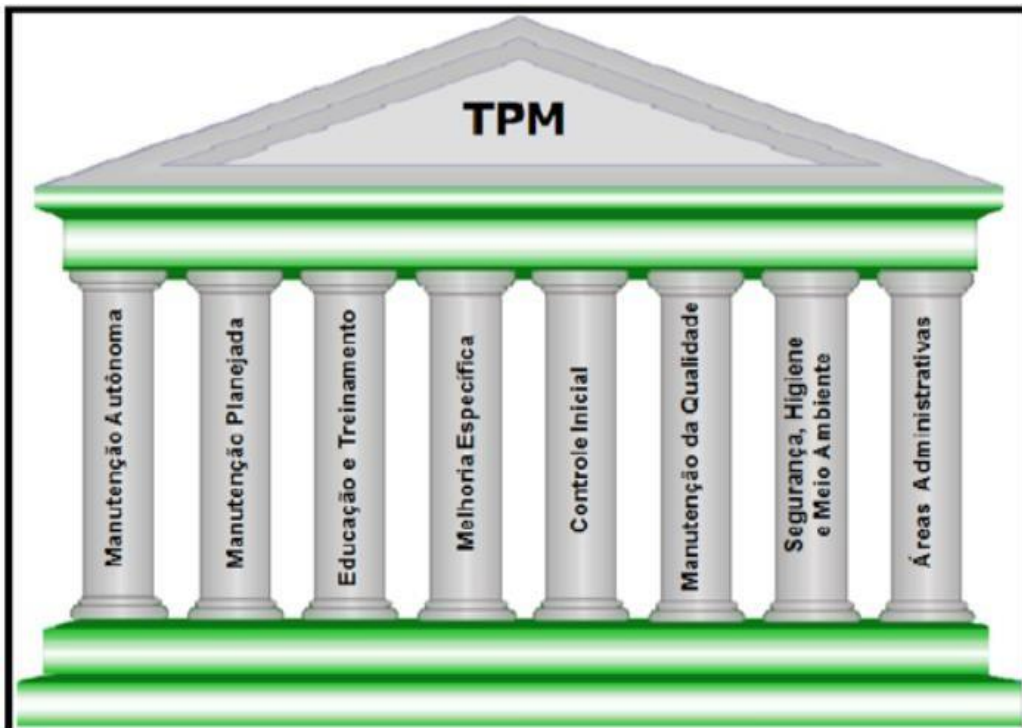 TPM
Manutenção Autônoma
Manutenção Planejada
Educação e Treinamento
Melhoria Específica
Controle Inicial
Manutenção da Qualidade
Segurança, Higiene
e Meio Ambiente
Áreas Administrativas